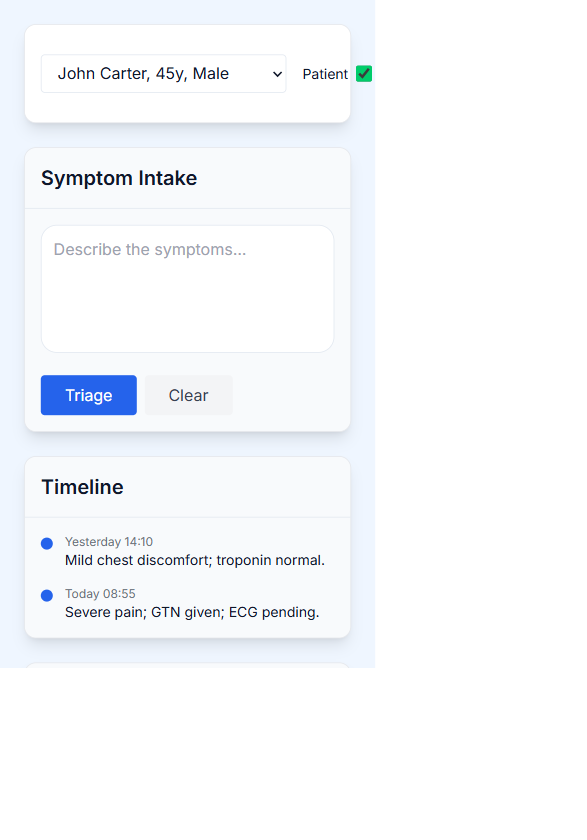 John Carter, 45y, Male
Patient
Symptom Intake
Describe the symptoms...
Triage
Clear
Timeline
Yesterday 14:10
Mild chest discomfort; troponin normal.
Today 08:55
Severe pain; GTN given; ECG pending.